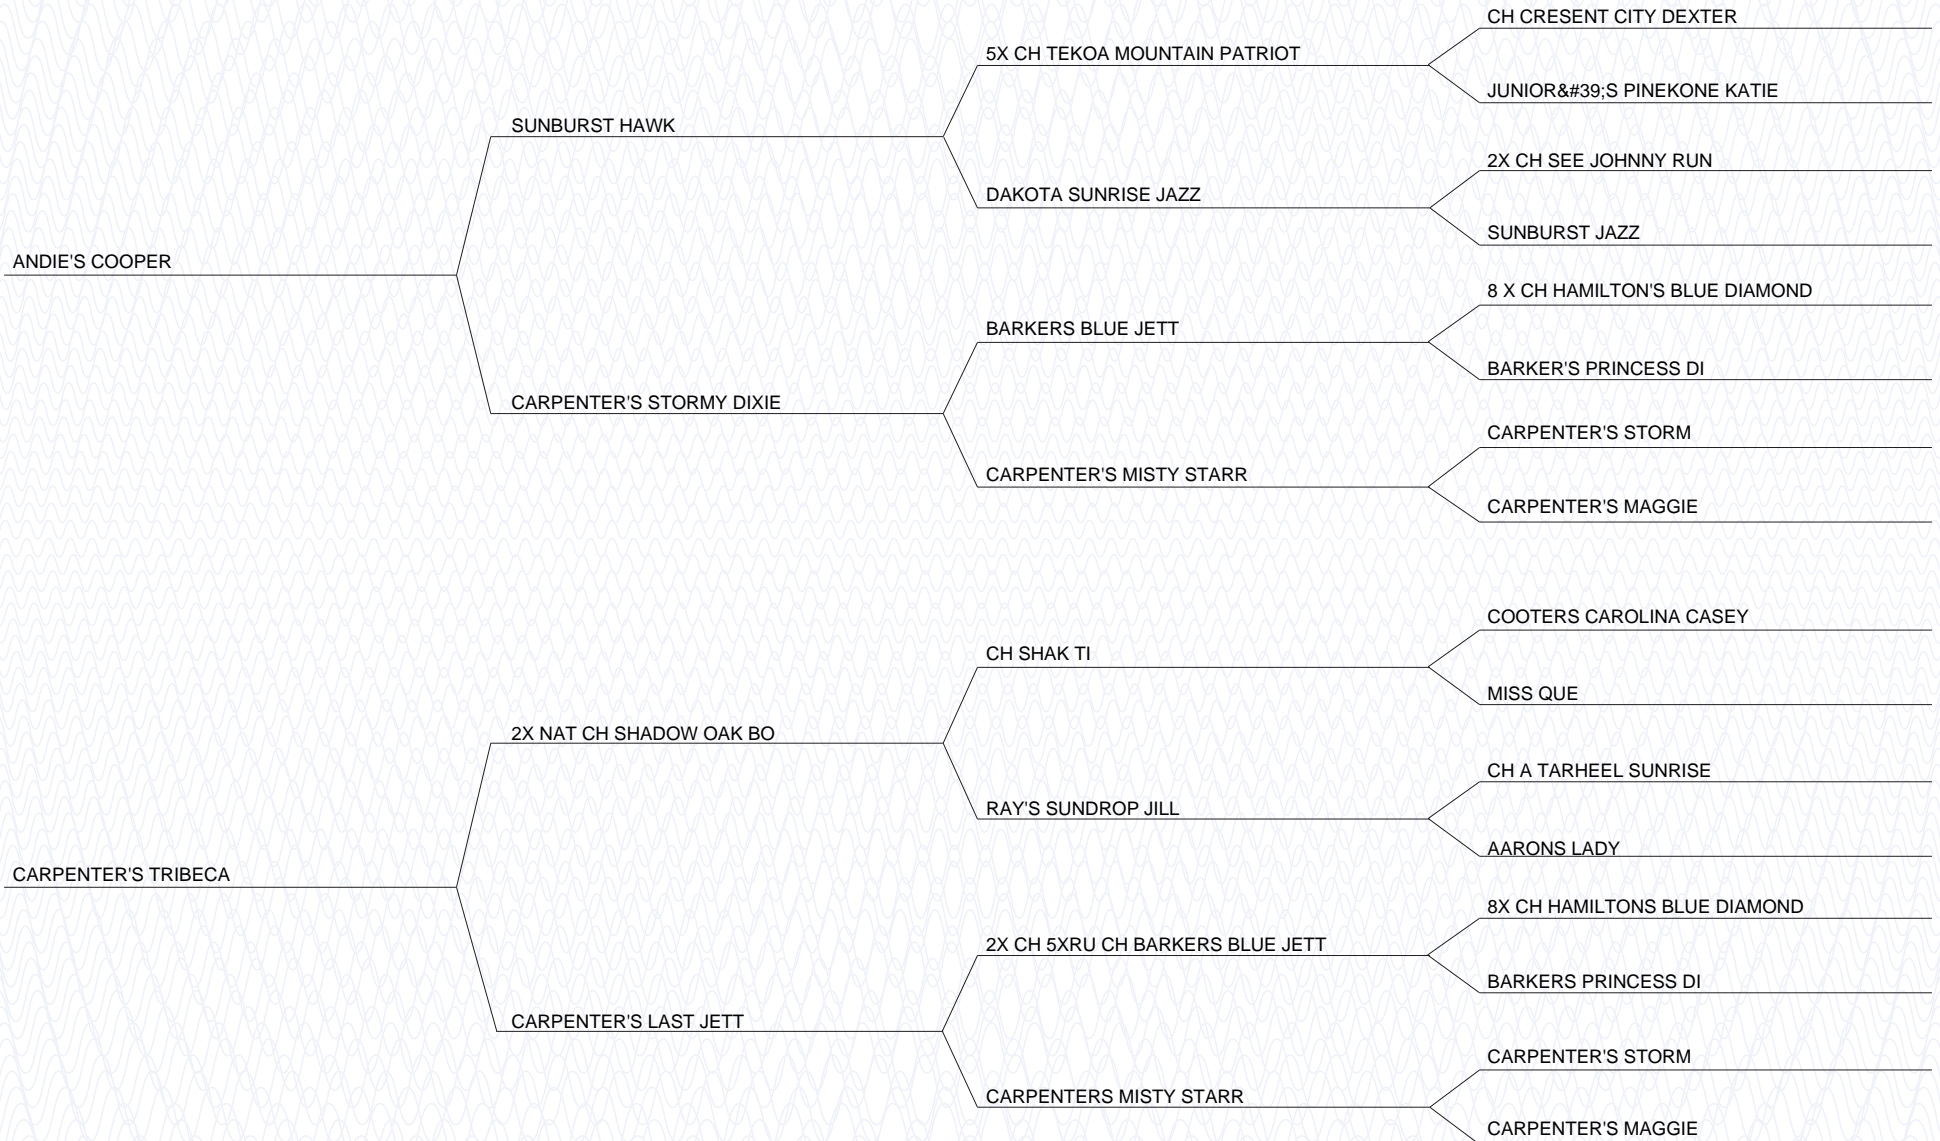 CH CRESENT CITY DEXTER
5X CH TEKOA MOUNTAIN PATRIOT
JUNIOR&#39;S PINEKONE KATIE
SUNBURST HAWK
2X CH SEE JOHNNY RUN
DAKOTA SUNRISE JAZZ
SUNBURST JAZZ
ANDIE'S COOPER
8 X CH HAMILTON'S BLUE DIAMOND
BARKERS BLUE JETT
BARKER'S PRINCESS DI
CARPENTER'S STORMY DIXIE
CARPENTER'S STORM
CARPENTER'S MISTY STARR
CARPENTER'S MAGGIE
COOTERS CAROLINA CASEY
CH SHAK TI
MISS QUE
2X NAT CH SHADOW OAK BO
CH A TARHEEL SUNRISE
RAY'S SUNDROP JILL
AARONS LADY
CARPENTER'S TRIBECA
8X CH HAMILTONS BLUE DIAMOND
2X CH 5XRU CH BARKERS BLUE JETT
BARKERS PRINCESS DI
CARPENTER'S LAST JETT
CARPENTER'S STORM
CARPENTERS MISTY STARR
CARPENTER'S MAGGIE